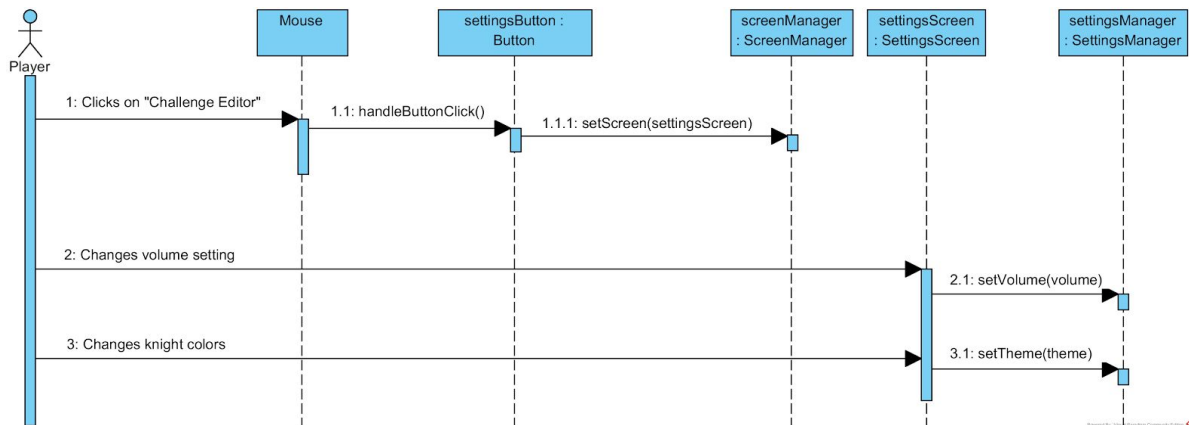 Player
Mouse
settingsButton :
Button
screenManager
: ScreenManager
settingsScreen
: SettingsScreen
settingsManager
: SettingsManager
1: Clicks on "Challenge Editor"
1.1: handleButtonClick()
1.1.1: setScreen(settingsScreen)
2: Changes volume setting
2.1: setVolume(volume)
3: Changes knight colors
3.1: setTheme(theme)